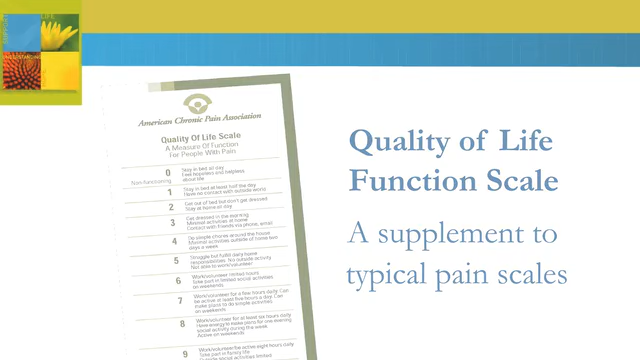 LIFE
American Chronic Pain Association
Quality Of Life Scale
A Measure of Function
For People With Pain
0
Non-functioning
Stay in bed all day
Feel hopeless and helpless
about life
1
Stay in bed at least half the day
Have no contact with outside world
2
Get out of bed but don't get dressed
Stay at home all day
3
Get dressed in the morning
Minimal activities at home
Contact with friends via phone, email
4
Do simple chores around the house
Minimal activities outside of home two
days a week
5
Struggle but fulfill daily home
responsibilities. No outside activity
Not able to work/volunteer
6
Work/volunteer limited hours
Take part in limited social activities
on weekends
7
Work/volunteer for a few hours daily. Can
be active at least five hours a day. Can
make plans to do simple activities
on weekends
8
Work/volunteer for at least six hours daily
Have energy to make plans for one evening
social activity during the week
Active on weekends
9
Work/volunteer/be active eight hours daily
Take part in family life
Outside social activities limited
Quality of Life
Function Scale
A supplement to
typical pain scales